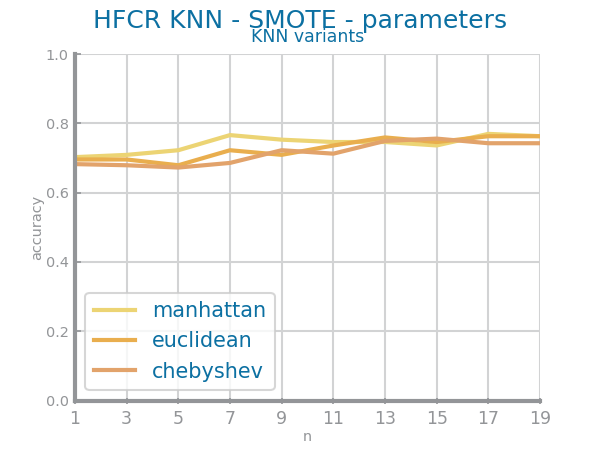 HFCR KNN - SMOTE - parameters
KNN variants
1.0
0.8
0.6
0.4
0.2
0.0
accuracy
manhattan
euclidean
chebyshev
1 3 5 7 9 11 13 15 17 19
n